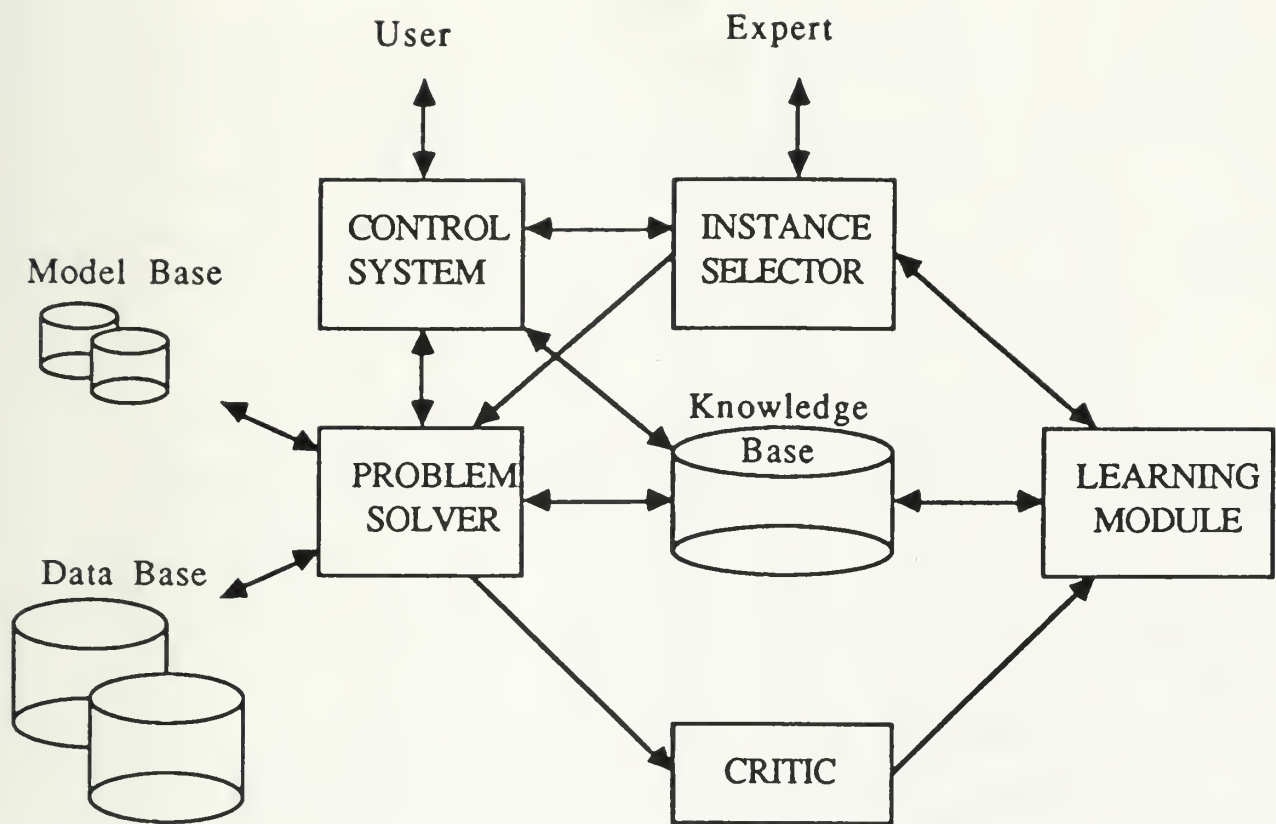 User
Expert
CONTROL
SYSTEM
INSTANCE
SELECTOR
Model Base
Knowledge
Base
PROBLEM
SOLVER
LEARNING
MODULE
Data Base
CRITIC